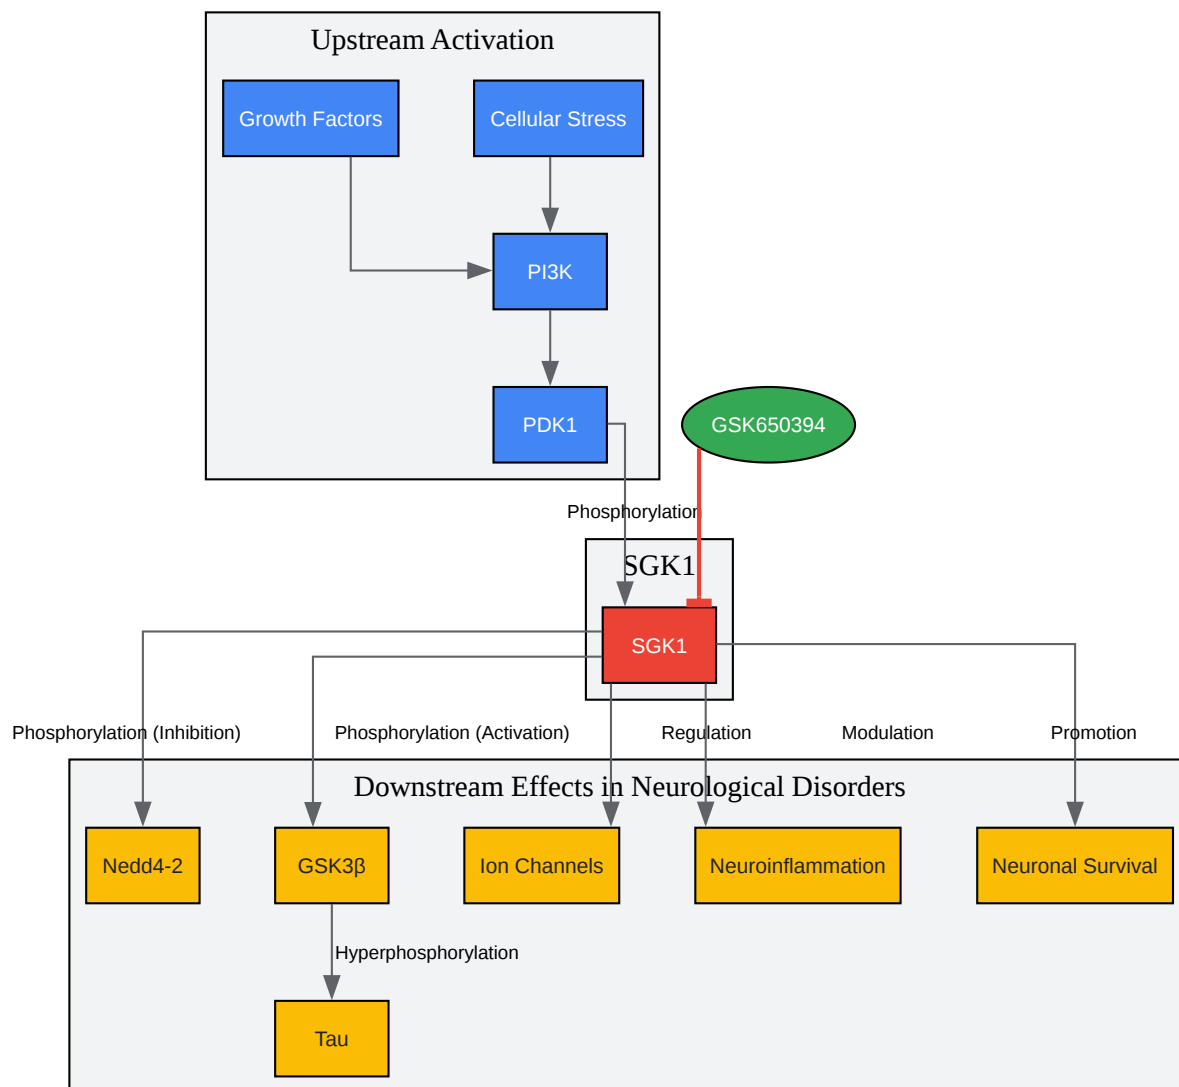 Upstream Activation
Growth Factors
Cellular Stress
PI3K
PDK1
GSK650394
Phosphorylation
SGK1
SGK1
Phosphorylation (Inhibition)
Phosphorylation (Activation)
Regulation
Modulation
Promotion
Downstream Effects in Neurological Disorders
Nedd4-2
GSK3β
Ion Channels
Neuroinflammation
Neuronal Survival
Hyperphosphorylation
Tau